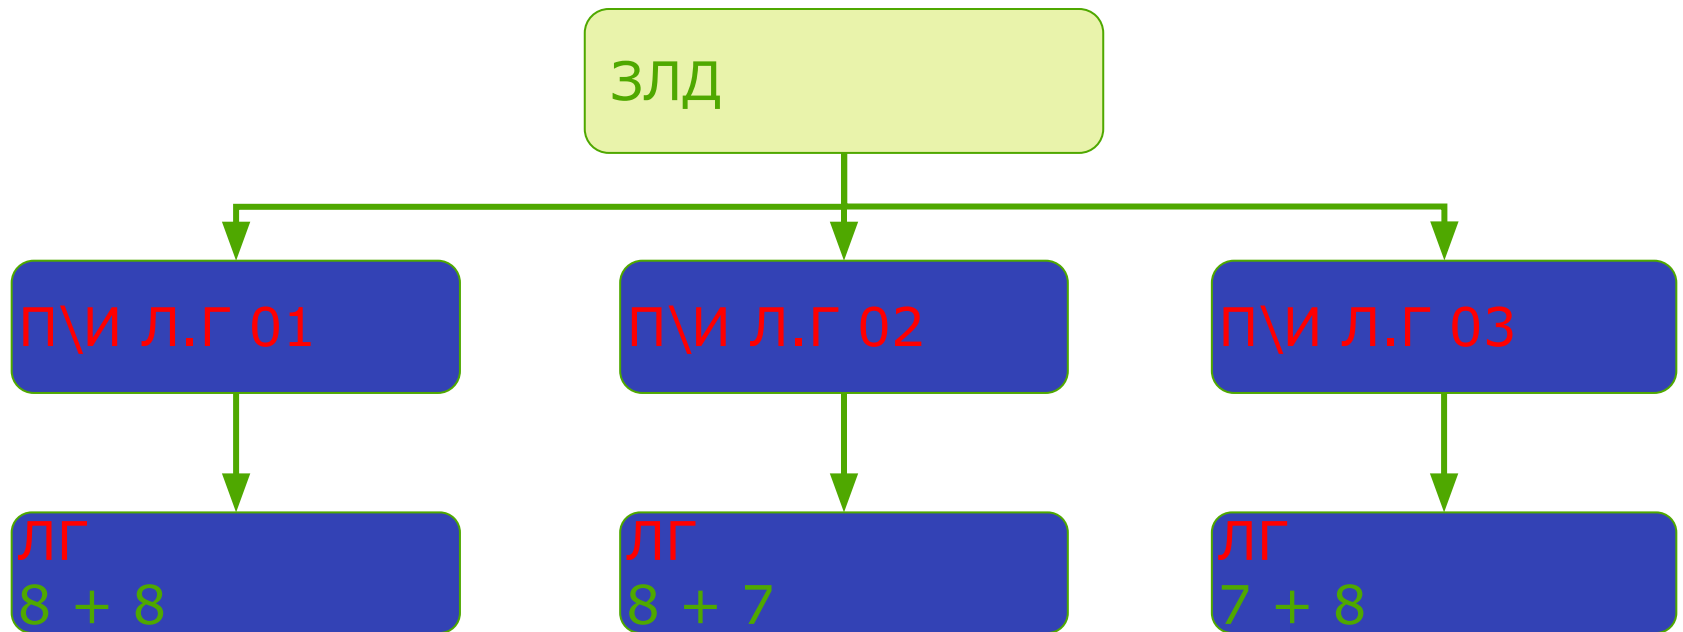 ЗЛД
П\И Л.Г 01
П\И Л.Г 02
П\И Л.Г 03
ЛГ
8 + 8
ЛГ
8 + 7
ЛГ
7 + 8